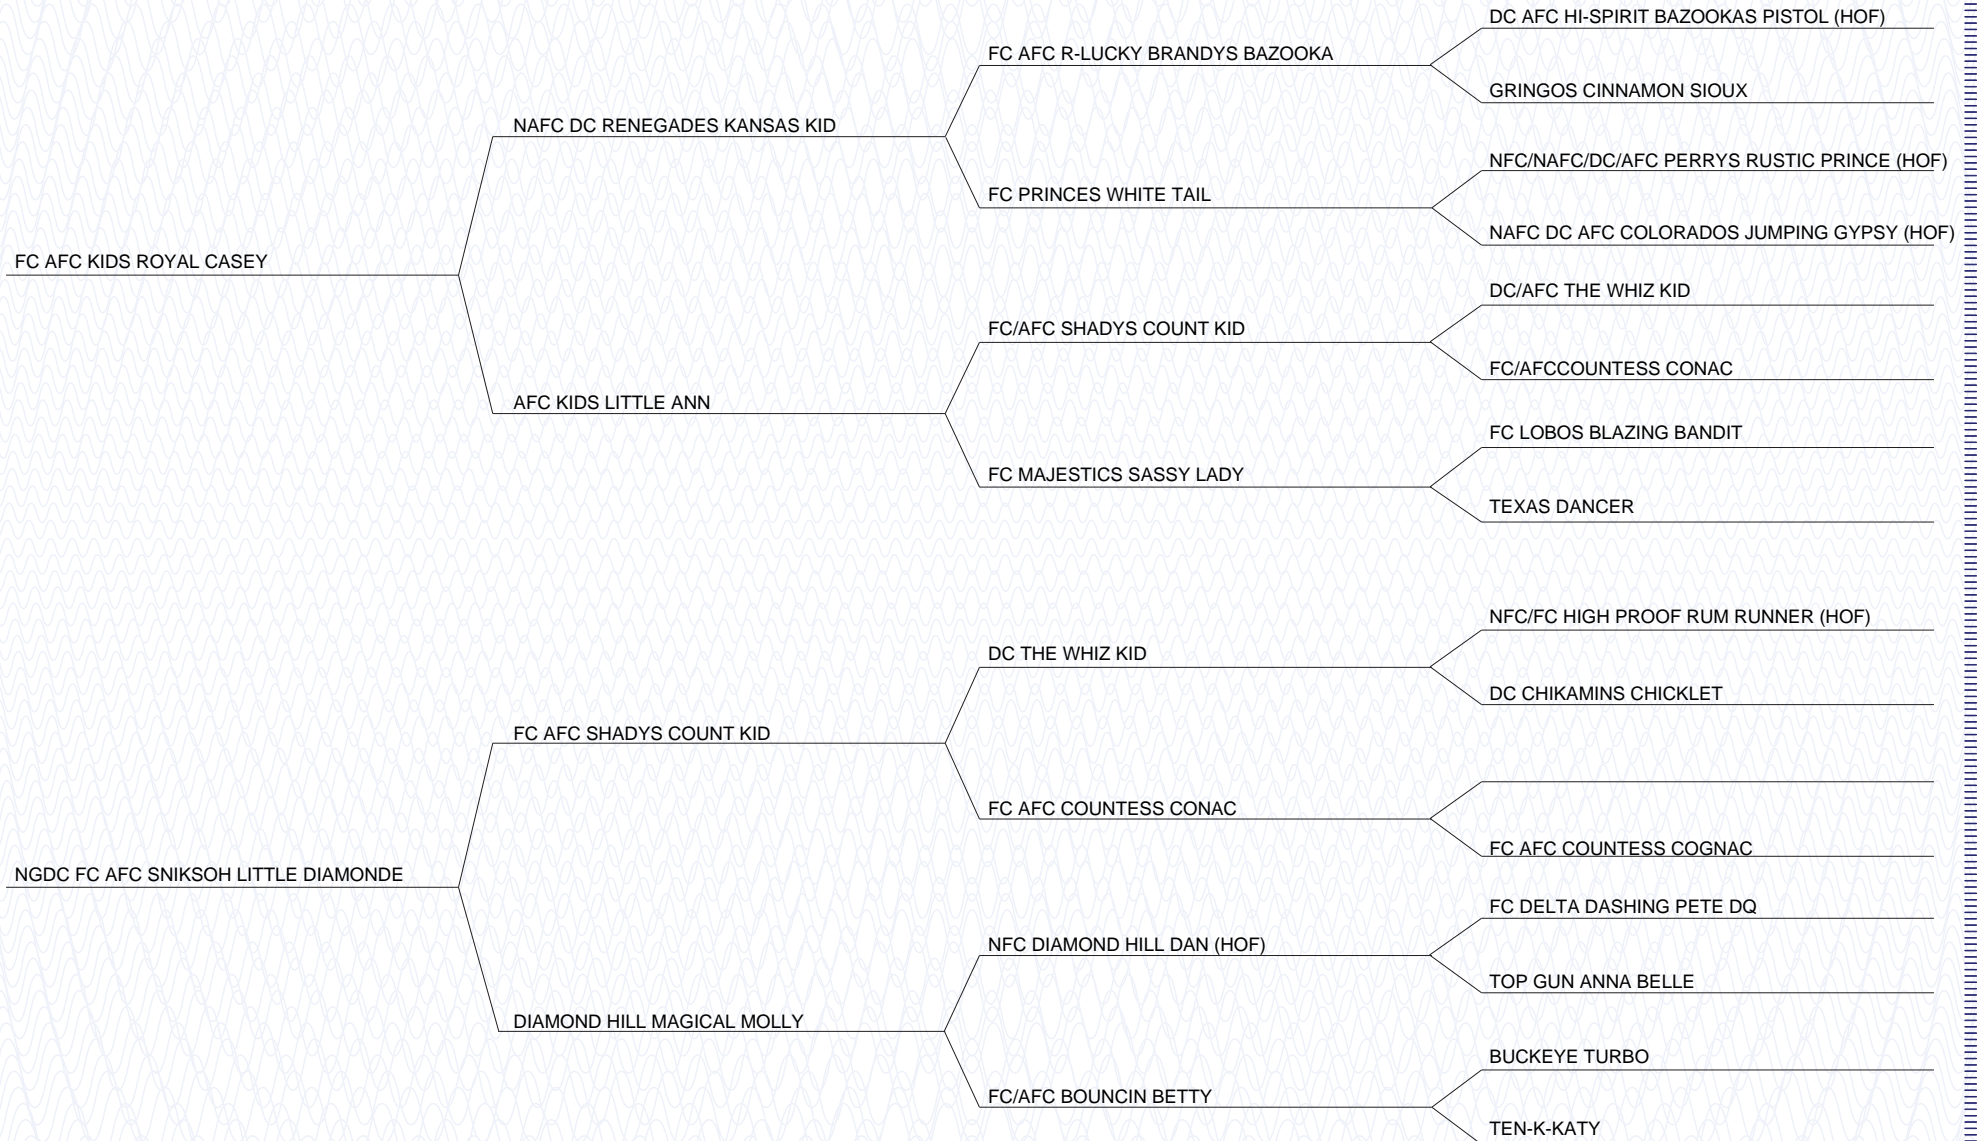 DC AFC HI-SPIRIT BAZOOKAS PISTOL (HOF)
FC AFC R-LUCKY BRANDYS BAZOOKA
GRINGOS CINNAMON SIOUX
NAFC DC RENEGADES KANSAS KID
NFC/NAFC/DC/AFC PERRYS RUSTIC PRINCE (HOF)
FC PRINCES WHITE TAIL
NAFC DC AFC COLORADOS JUMPING GYPSY (HOF)
FC AFC KIDS ROYAL CASEY
DC/AFC THE WHIZ KID
FC/AFC SHADYS COUNT KID
FC/AFCCOUNTESS CONAC
AFC KIDS LITTLE ANN
FC LOBOS BLAZING BANDIT
FC MAJESTICS SASSY LADY
TEXAS DANCER
NFC/FC HIGH PROOF RUM RUNNER (HOF)
DC THE WHIZ KID
DC CHIKAMINS CHICKLET
FC AFC SHADYS COUNT KID
FC AFC COUNTESS CONAC
FC AFC COUNTESS COGNAC
NGDC FC AFC SNIKSOH LITTLE DIAMONDE
FC DELTA DASHING PETE DQ
NFC DIAMOND HILL DAN (HOF)
TOP GUN ANNA BELLE
DIAMOND HILL MAGICAL MOLLY
BUCKEYE TURBO
FC/AFC BOUNCIN BETTY
TEN-K-KATY